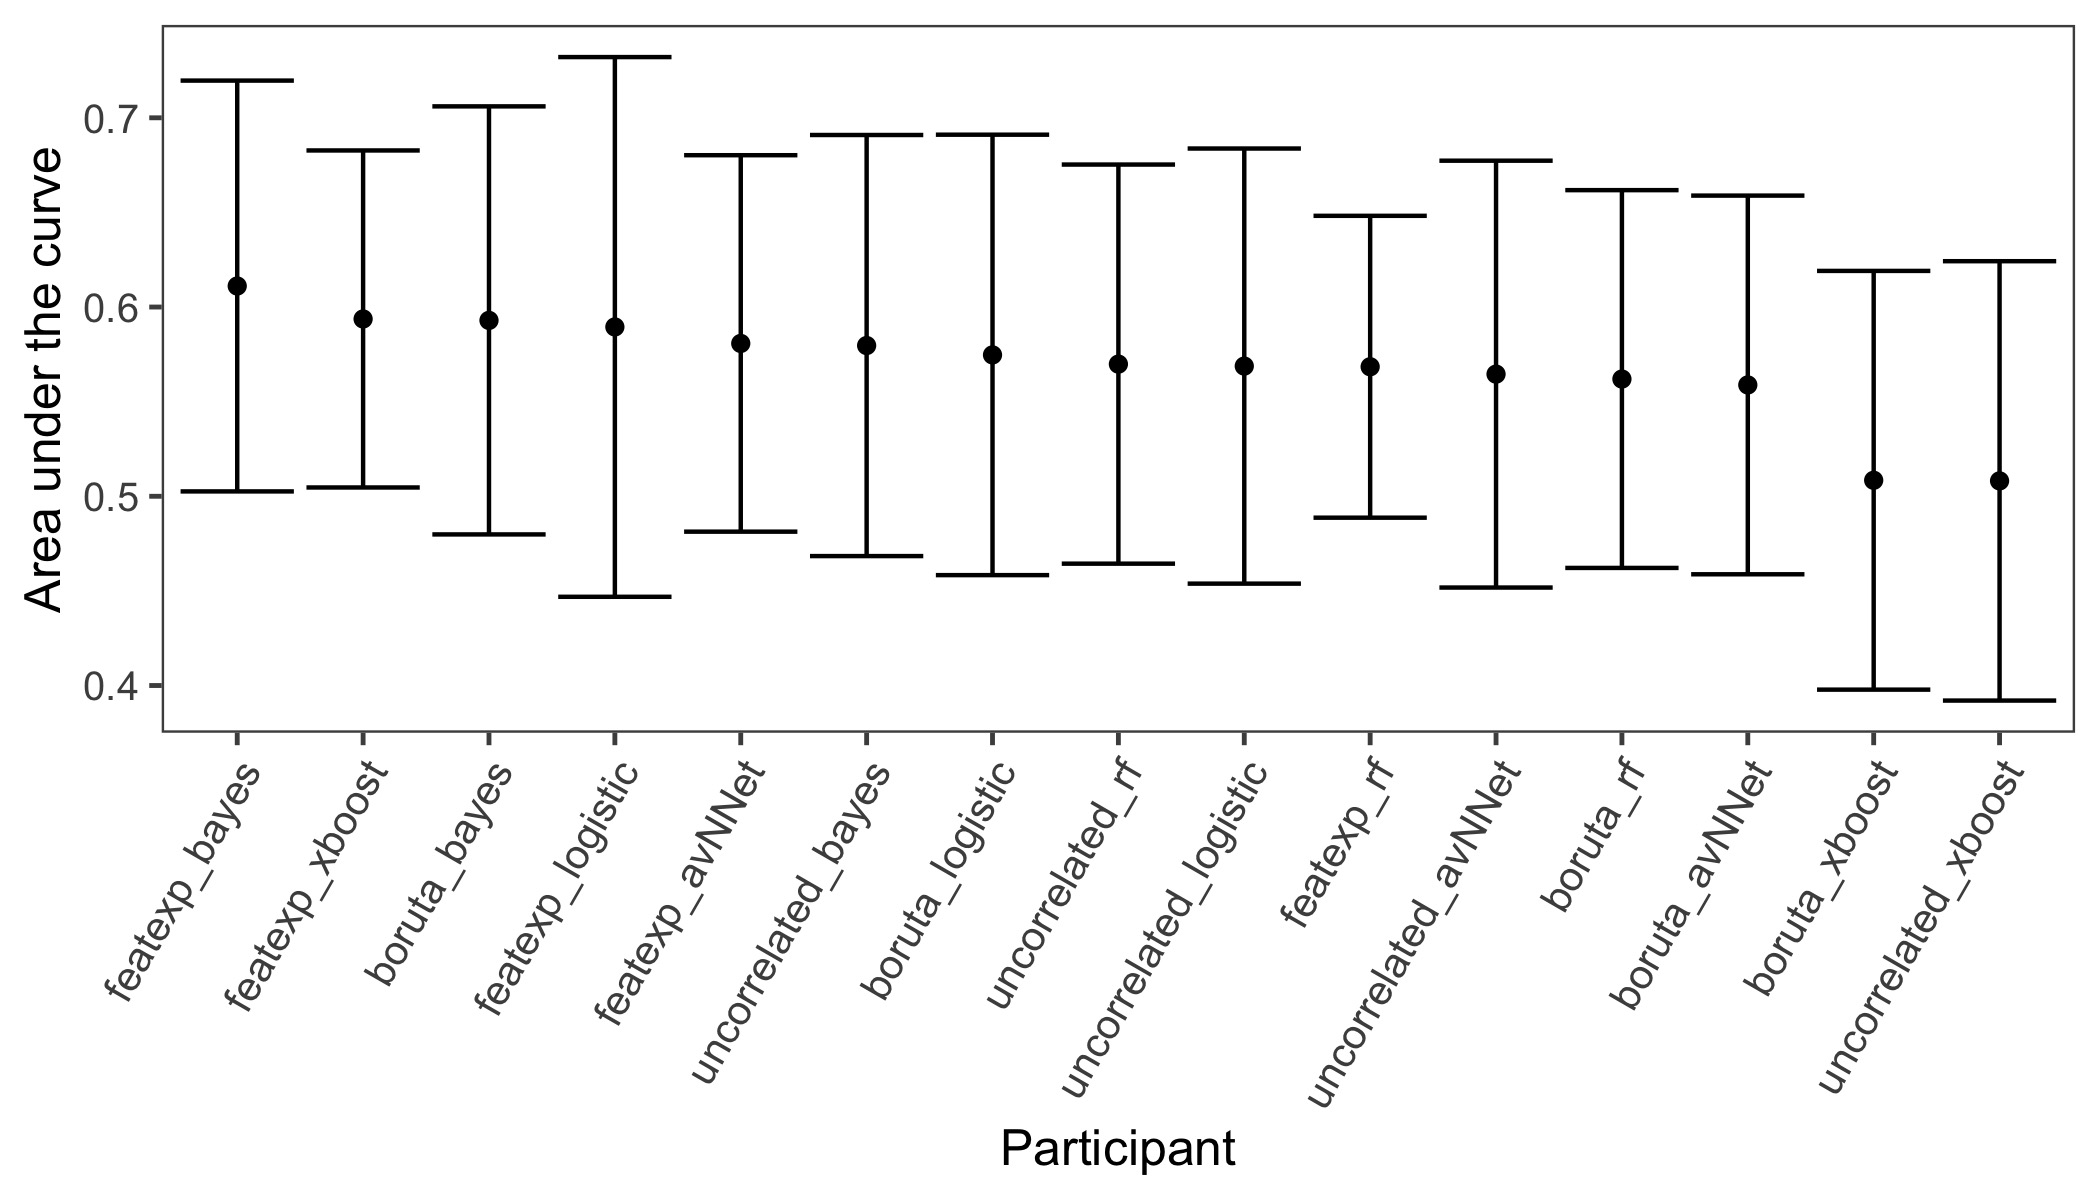 Area under the curve
0.7
0.6
0.5
0.4
featexp_bayes
featexp_xboost
boruta_bayes
featexp_logistic
featexp_avNNet
uncorrelated_bayes
boruta_logistic
uncorrelated_rf
uncorrelated_logistic
featexp_rf
uncorrelated_avNNet
boruta_rf
boruta_avNNet
boruta_xboost
uncorrelated_xboost
Participant